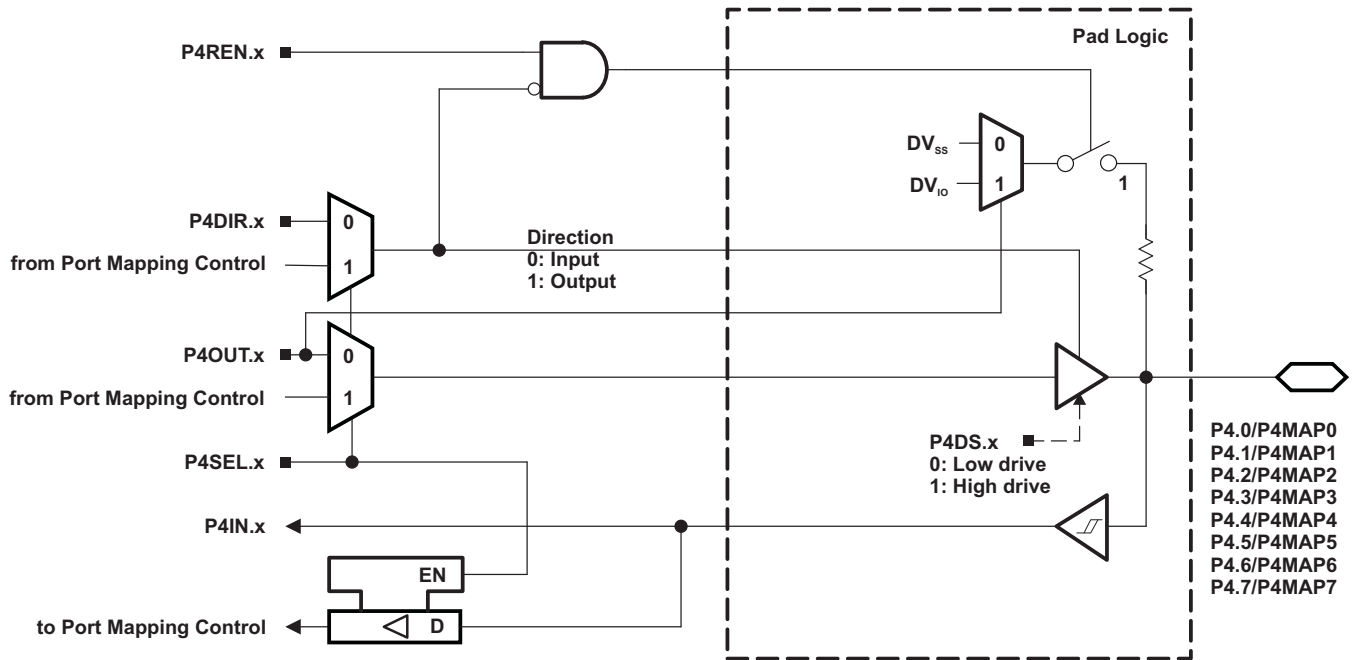 Pad Logic
P4REN.x
DVSS
0
DVIO
1
1
P4DIR.x
0
from Port Mapping Control
1
Direction
0: Input
1: Output
P4OUT.x
0
from Port Mapping Control
1
P4SEL.x
P4DS.x
0: Low drive
1: High drive
P4.0/P4MAP0
P4.1/P4MAP1
P4.2/P4MAP2
P4.3/P4MAP3
P4.4/P4MAP4
P4.5/P4MAP5
P4.6/P4MAP6
P4.7/P4MAP7
P4IN.x
EN
to Port Mapping Control
D